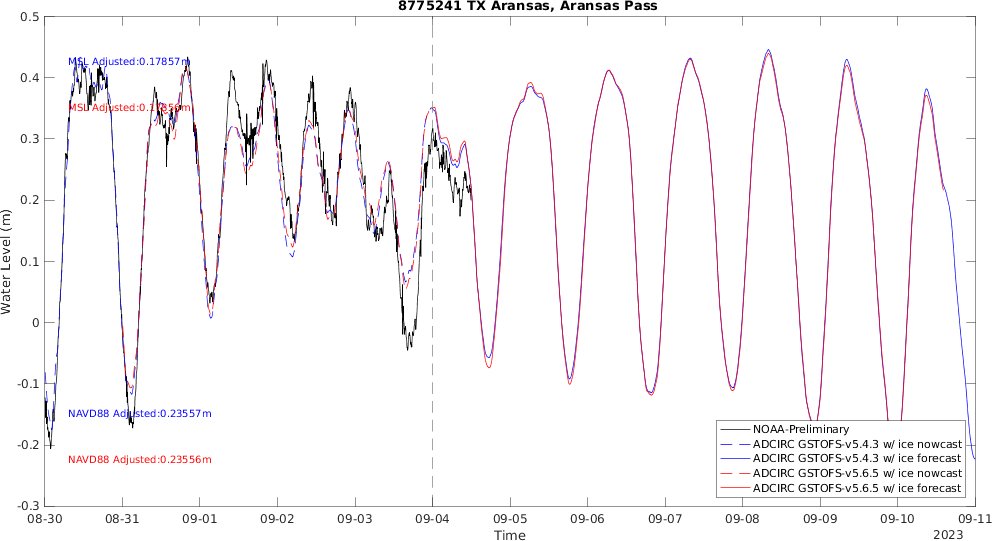 8775241 TX Aransas, Aransas Pass
0.5
0.4
0.3
0.2
0.1
0
-0.1
-0.2
-0.3
Water Level (m)
MSL Adjusted:0.17857m
MSL Adjusted:0.17856m
NAVD88 Adjusted:0.23557m
NAVD88 Adjusted:0.23556m
NOAA-Preliminary
ADCIRC GSTOFS-v5.4.3 w/ ice nowcast
ADCIRC GSTOFS-v5.4.3 w/ ice forecast
ADCIRC GSTOFS-v5.6.5 w/ ice nowcast
ADCIRC GSTOFS-v5.6.5 w/ ice forecast
08-30 08-31 09-01 09-02 09-03 09-04 09-05 09-06 09-07 09-08 09-09 09-10 09-11
Time
2023